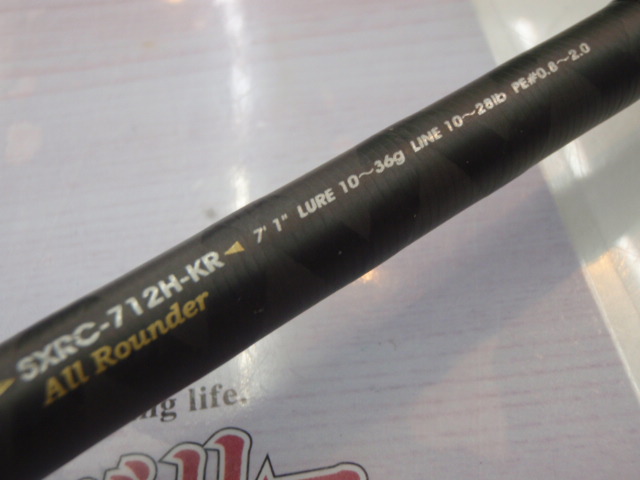 SXRC-712H-KR 7' 1" LURE 10~36g LINE 10~28lb PE#0.8~2.0
All Rounder
life.